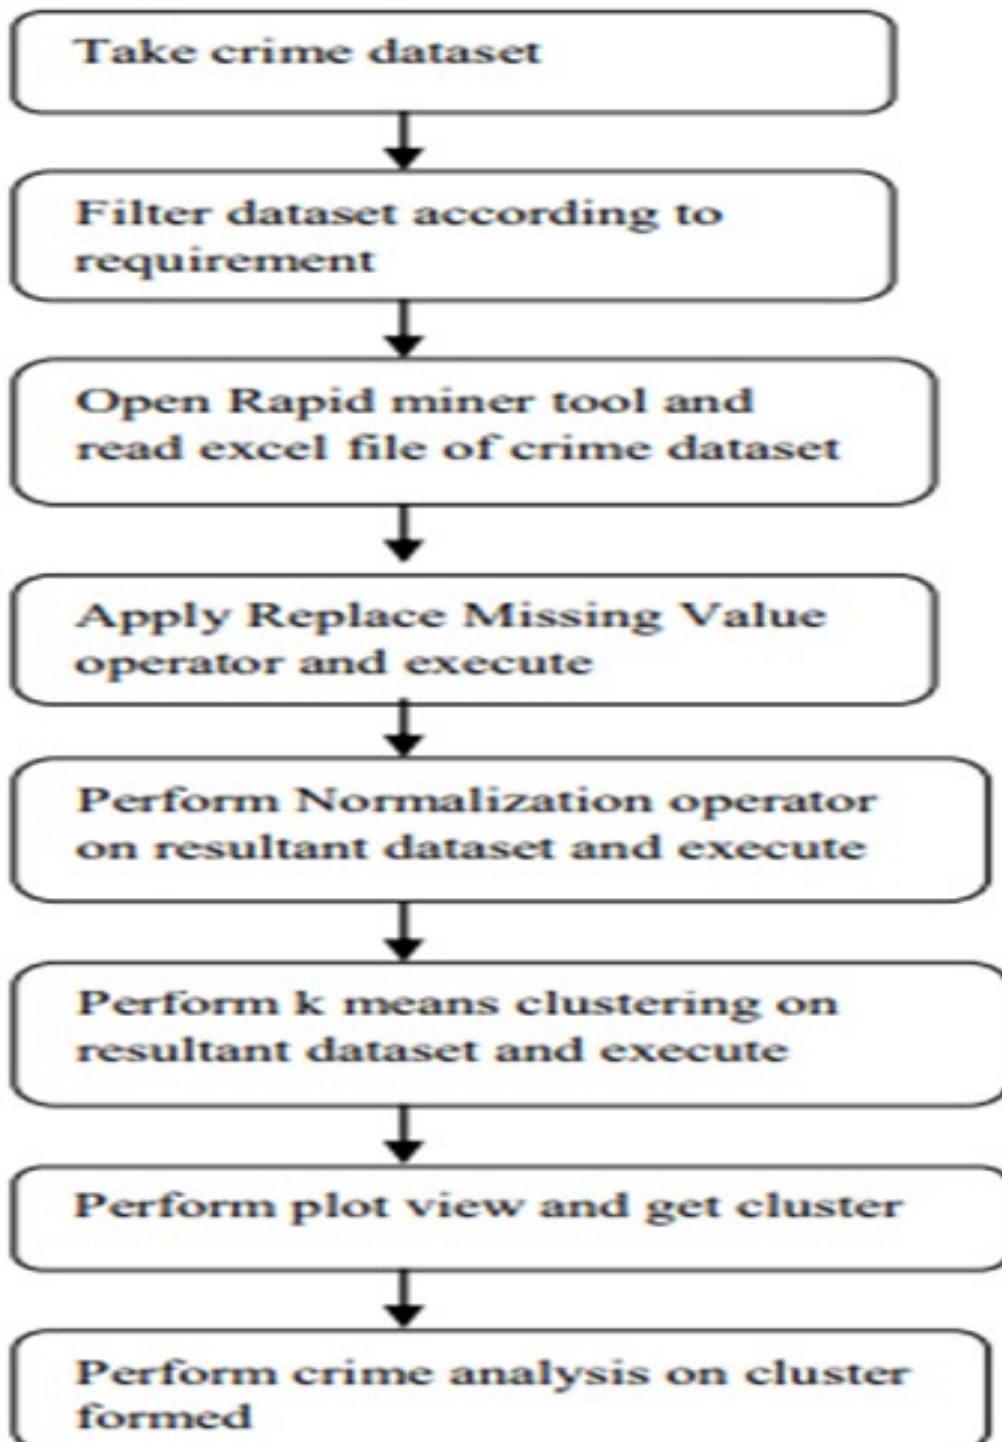 Take crime dataset
Filter dataset according to
requirement
Open Rapid miner tool and
read excel file of crime dataset
Apply Replace Missing Value
operator and execute
Perform Normalization operator
on resultant dataset and execute
Perform k means clustering on
resultant dataset and execute
Perform plot view and get cluster
Perform crime analysis on cluster
formed